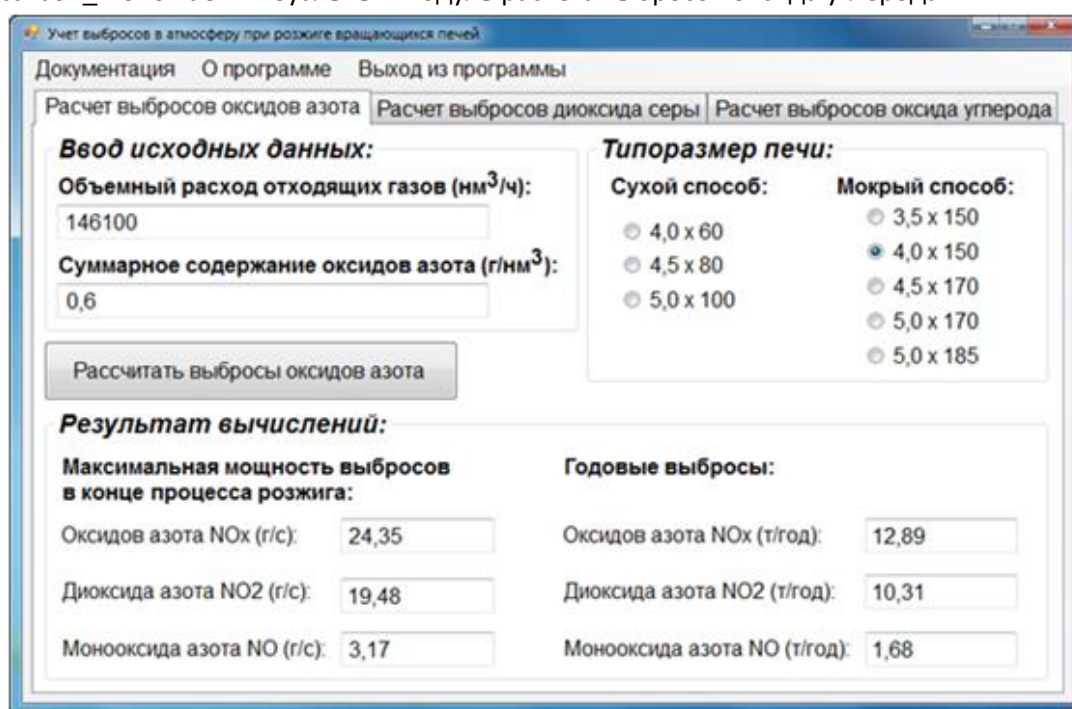 Учет выбросов в атмосферу при розжиге вращающихся печей
Документация О программе Выход из программы
Расчет выбросов оксидов азота Расчет выбросов диоксида серы Расчет выбросов оксида углерода
Ввод исходных данных:
Объемный расход отходящих газов (нм³/ч):
146100
Суммарное содержание оксидов азота (г/нм³):
0,6
Типоразмер печи:
Сухой способ:
4,0 х 60
4,5 х 80
5,0 х 100
Мокрый способ:
3,5 х 150
4,0 х 150
4,5 х 170
5,0 х 170
5,0 х 185
Рассчитать выбросы оксидов азота
Результат вычислений:
Максимальная мощность выбросов
в конце процесса розжига:
Оксидов азота NOx (г/с): 24,35
Диоксида азота NO2 (г/с): 19,48
Монооксида азота NO (г/с): 3,17
Годовые выбросы:
Оксидов азота NOx (т/год): 12,89
Диоксида азота NO2 (т/год): 10,31
Монооксида азота NO (т/год): 1,68